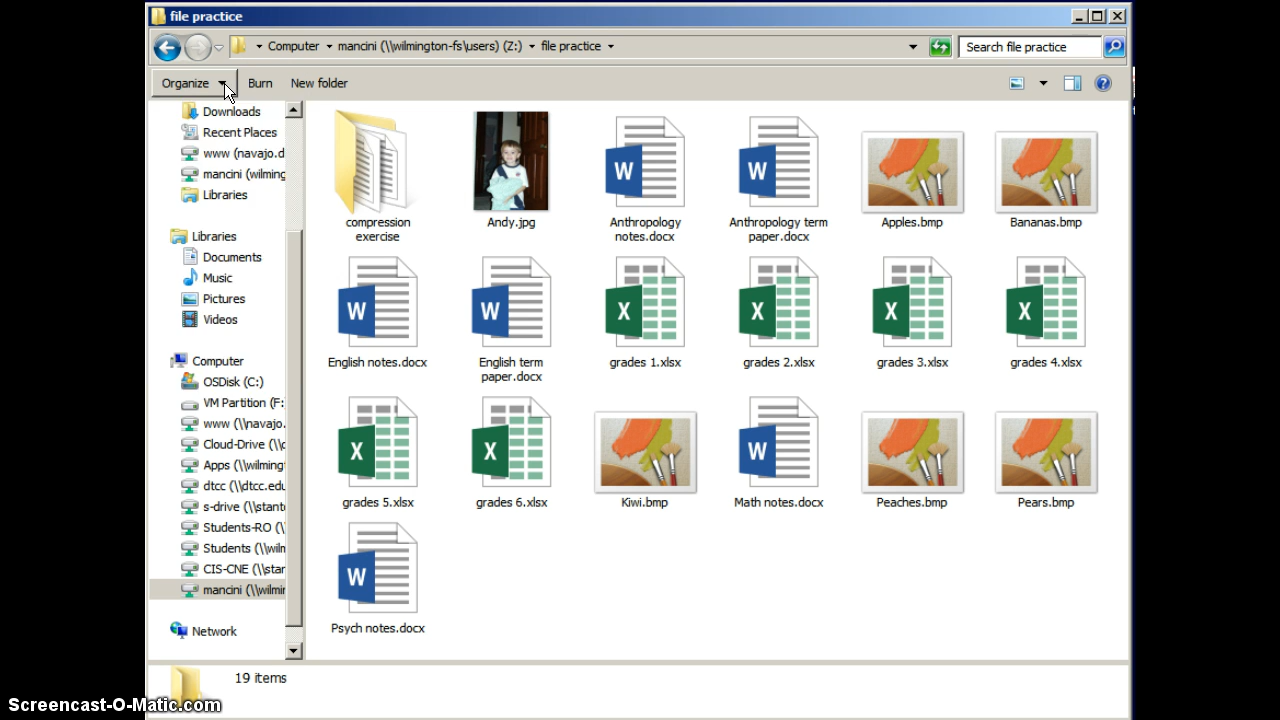 file practice
Computer mancini (\\wilmington-fs\users) (Z:) file practice
Search file practice
Organize Burn New folder
Downloads
Recent Places
www (navajo.d
mancini (wilming
Libraries
Libraries
Documents
Music
Pictures
Videos
Computer
OSDisk (C:)
VM Partition (F:
www (\\navajo.
Cloud-Drive (\\c
Apps (\\wilmingt
dtcc (\\dtcc.edu
s-drive (\\stant
Students-RO (\\
Students (\\wiln
CIS-CNE (\\star
mancini (\\wilmin
Network
compression
exercise
Andy.jpg
Anthropology
notes.docx
Anthropology term
paper.docx
Apples.bmp
Bananas.bmp
English notes.docx
English term
paper.docx
grades 1.xlsx
grades 2.xlsx
grades 3.xlsx
grades 4.xlsx
grades 5.xlsx
grades 6.xlsx
Kiwi.bmp
Math notes.docx
Peaches.bmp
Pears.bmp
Psych notes.docx
19 items
Screencast-O-Matic.com